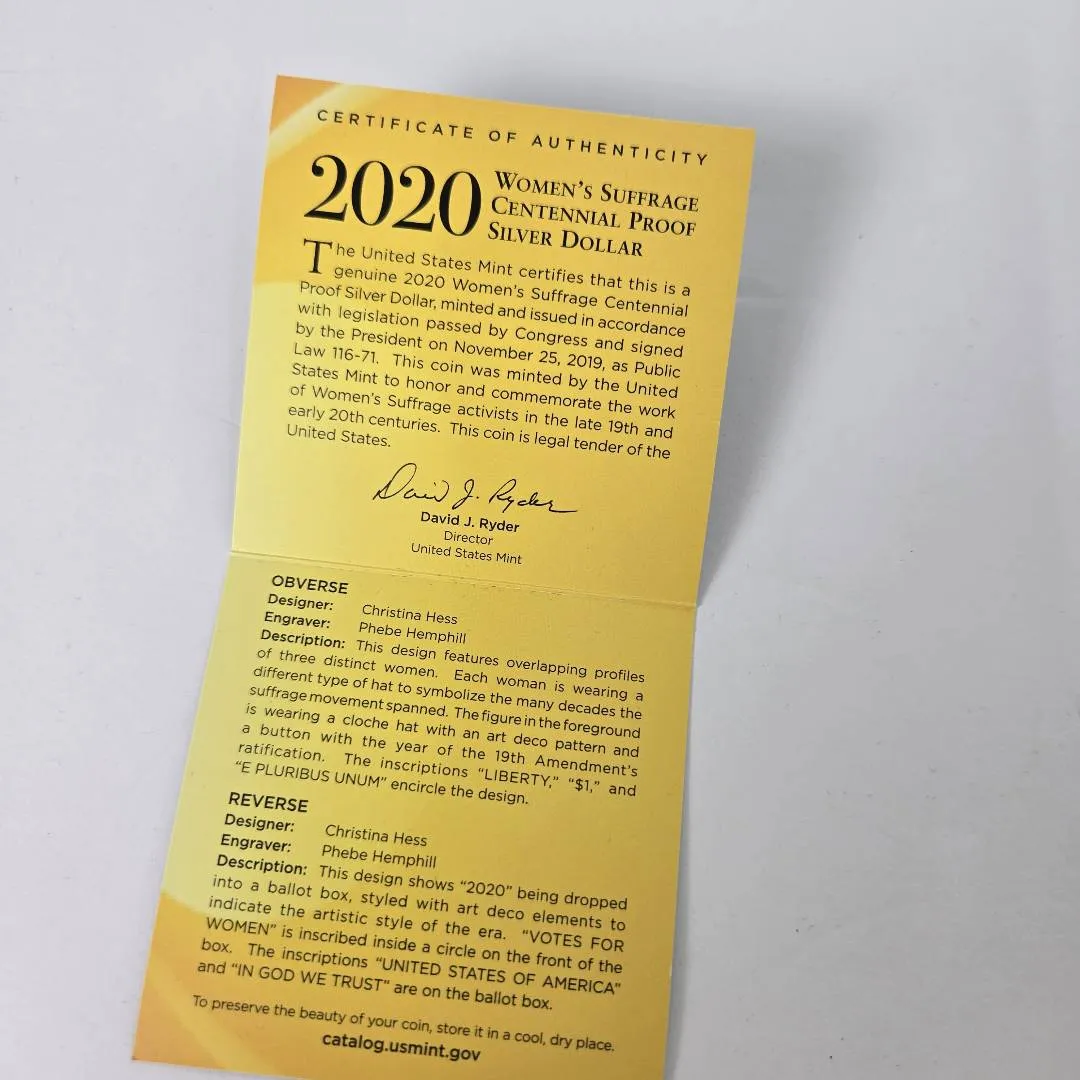 CERTIFICATE OF AUTHENTICITY
2020
WOMEN'S SUFFRAGE
CENTENNIAL PROOF
SILVER DOLLAR
The United States Mint certifies that this is a
genuine 2020 Women's Suffrage Centennial
Proof Silver Dollar, minted and issued in accordance
with legislation passed by Congress and signed
by the President on November 25, 2019, as Public
Law 116-71. This coin was minted by the United
States Mint to honor and commemorate the work
of Women's Suffrage activists in the late 19th and
early 20th centuries. This coin is legal tender of the
United States.
David J. Ryder
David J. Ryder
Director
United States Mint
OBVERSE
Designer: Christina Hess
Engraver: Phebe Hemphill
Description: This design features overlapping profiles
of three distinct women. Each woman is wearing a
different type of hat to symbolize the many decades the
suffrage movement spanned. The figure in the foreground
is wearing a cloche hat with an art deco pattern and
a button with the year of the 19th Amendment's
ratification. The inscriptions "LIBERTY," "$1," and
"E PLURIBUS UNUM" encircle the design.
REVERSE
Designer: Christina Hess
Engraver: Phebe Hemphill
Description: This design shows "2020" being dropped
into a ballot box, styled with art deco elements to
indicate the artistic style of the era. "VOTES FOR
WOMEN" is inscribed inside a circle on the front of the
box. The inscriptions "UNITED STATES OF AMERICA"
and "IN GOD WE TRUST" are on the ballot box.
To preserve the beauty of your coin, store it in a cool, dry place.
catalog.usmint.gov